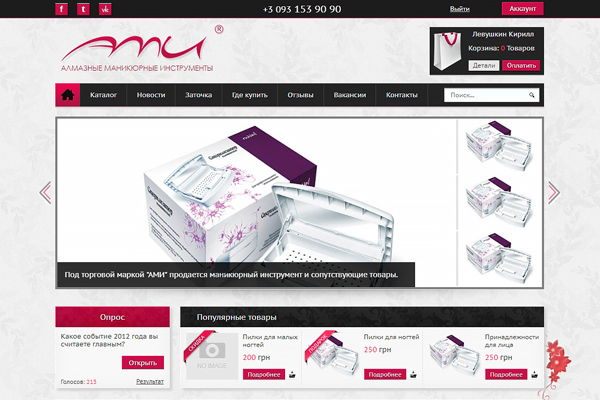 f t vk
+3 093 153 90 90
Выйти
Аккаунт
АМИ ®
АЛМАЗНЫЕ МАНИКЮРНЫЕ ИНСТРУМЕНТЫ
Левушкин Кирилл
Корзина: 0 Товаров
Детали Оплатить
Каталог Новости Заточка Где купить Отзывы Вакансии Контакты
Поиск...
Под торговой маркой "АМИ" продается маникюрный инструмент и сопутствующие товары.
Опрос
Какое событие 2012 года вы
считаете главным?
Открыть
Голосов: 213 Результат
Популярные товары
СКИДКА
NO IMAGE
Пилки для малых
ногтей
200 грн
Подробнее
ПОДАРОК
Пилки для ногтей
250 грн
Подробнее
Принадлежности
для лица
250 грн
Подробнее